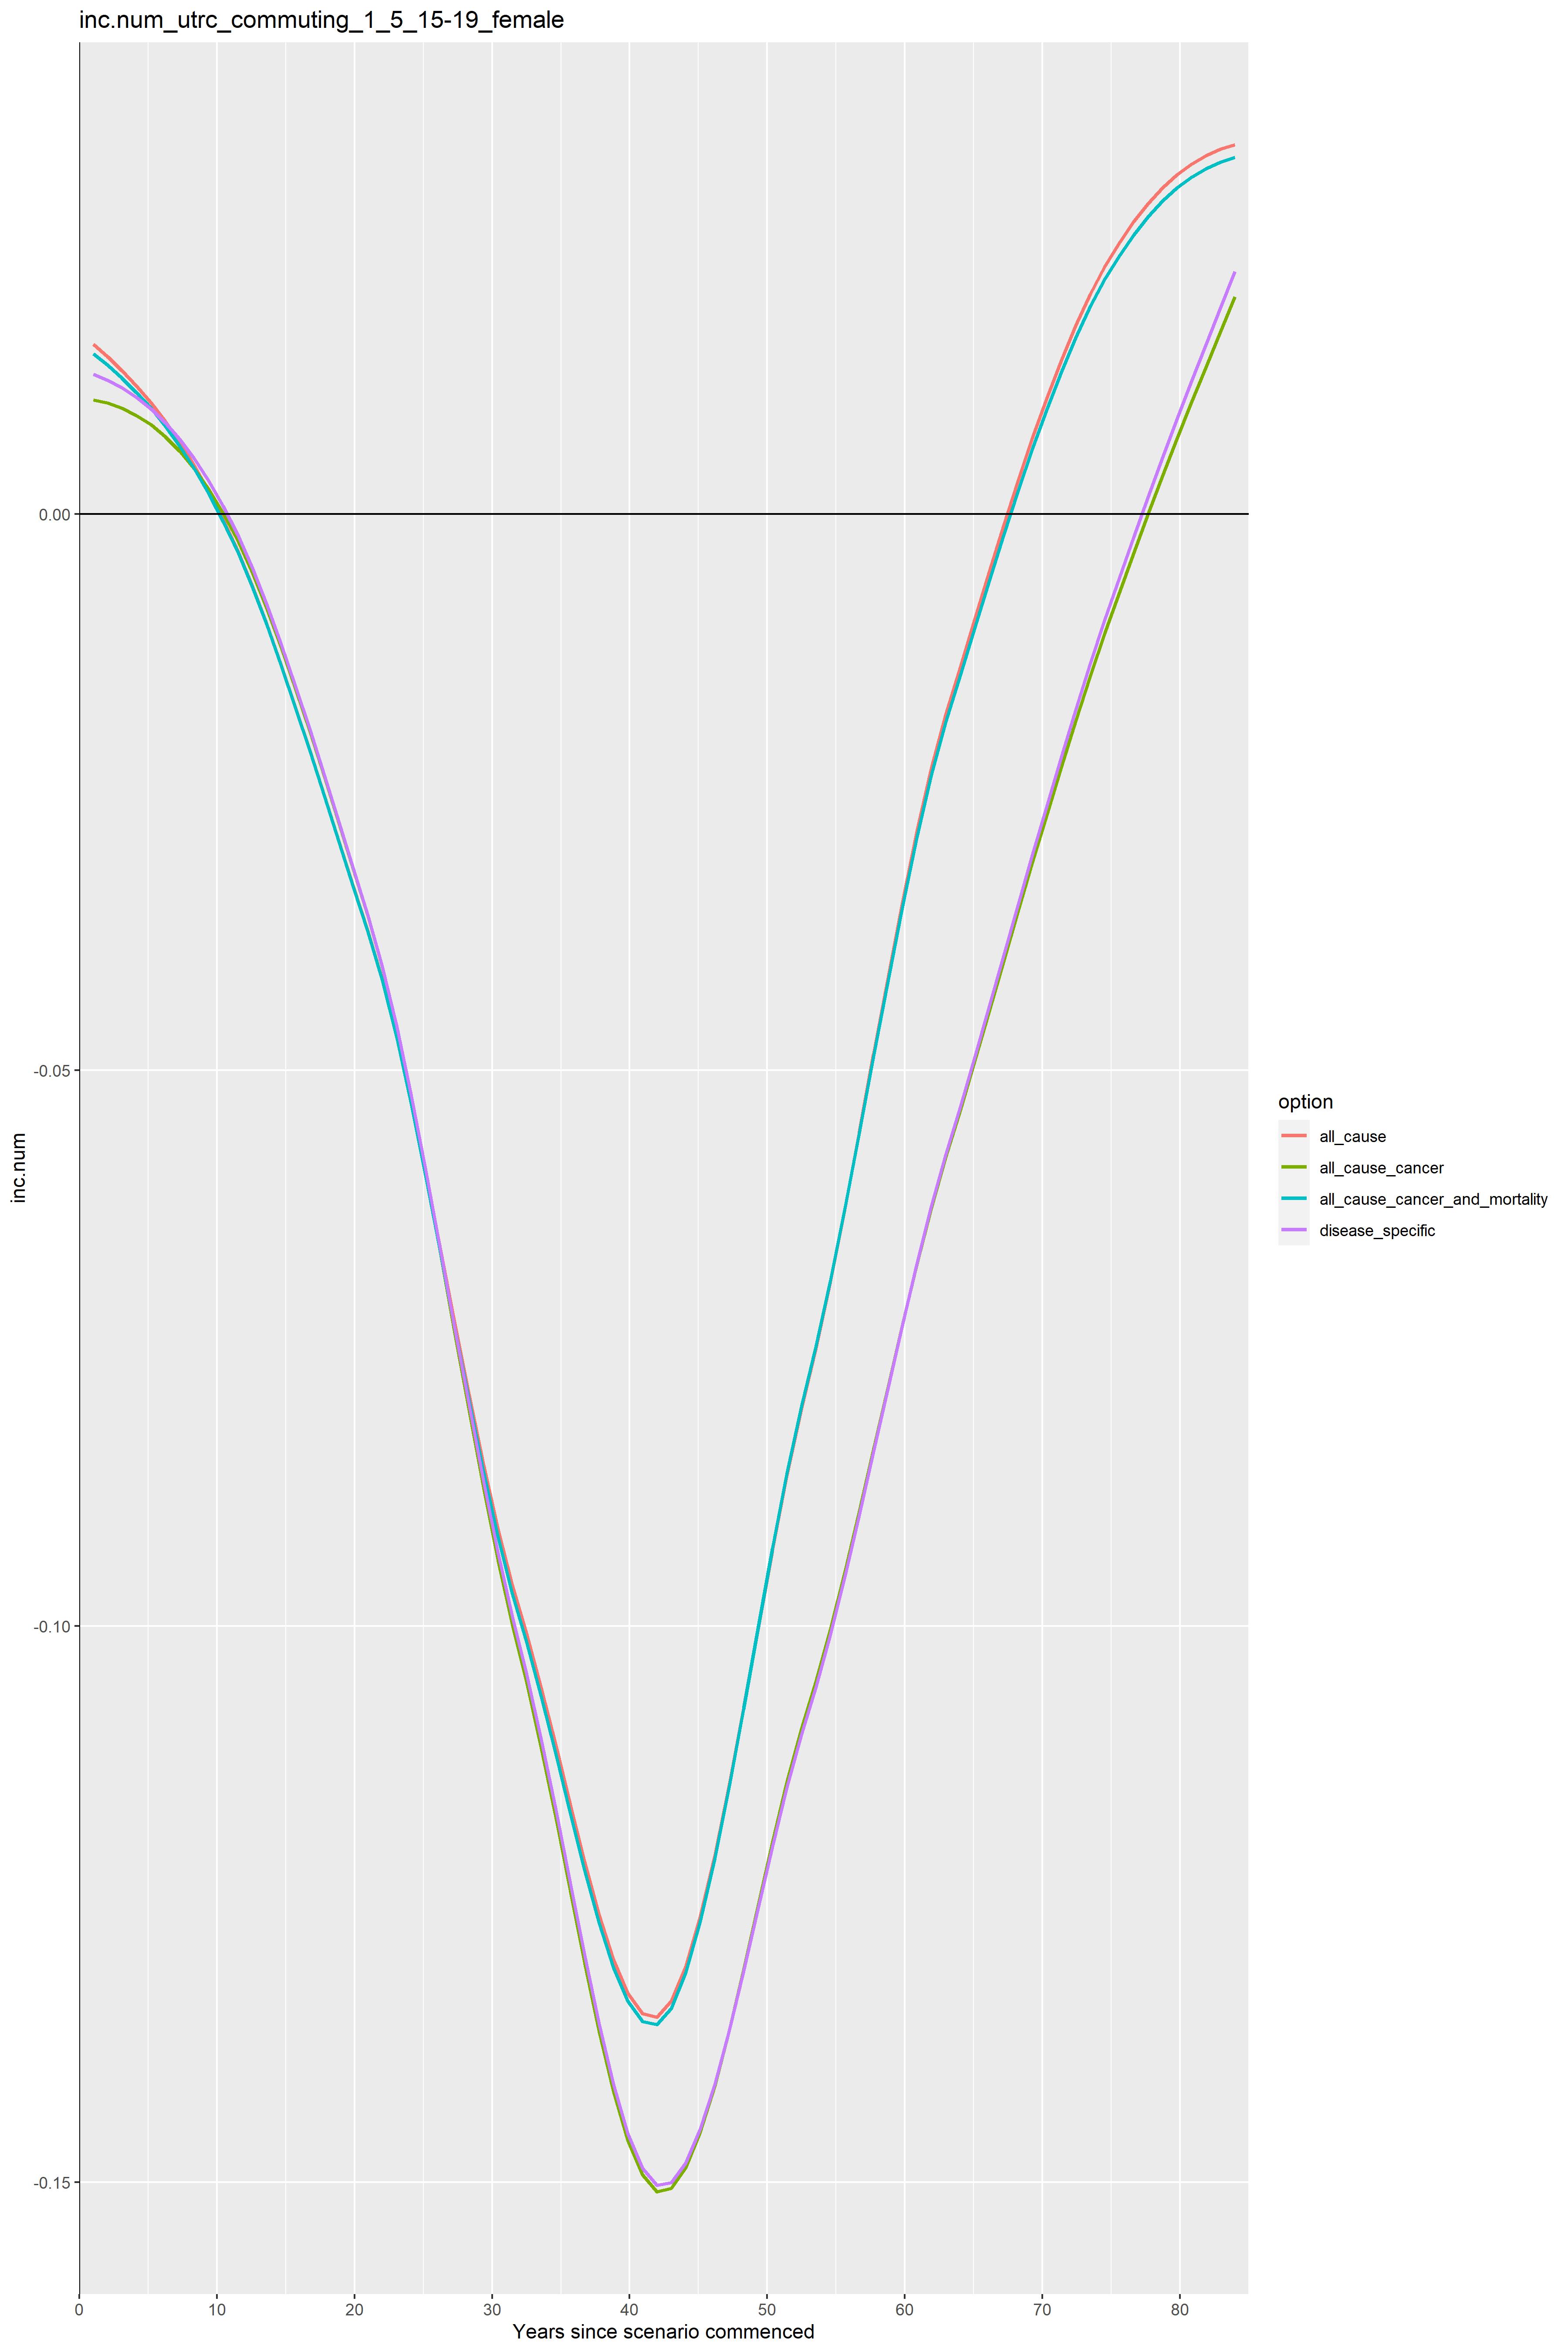 inc.num_utrc_commuting_1_5_15-19_female
0.00
-0.05
-0.10
-0.15
inc.num
0 10 20 30 40 50 60 70 80
Years since scenario commenced
option
all_cause
all_cause_cancer
all_cause_cancer_and_mortality
disease_specific